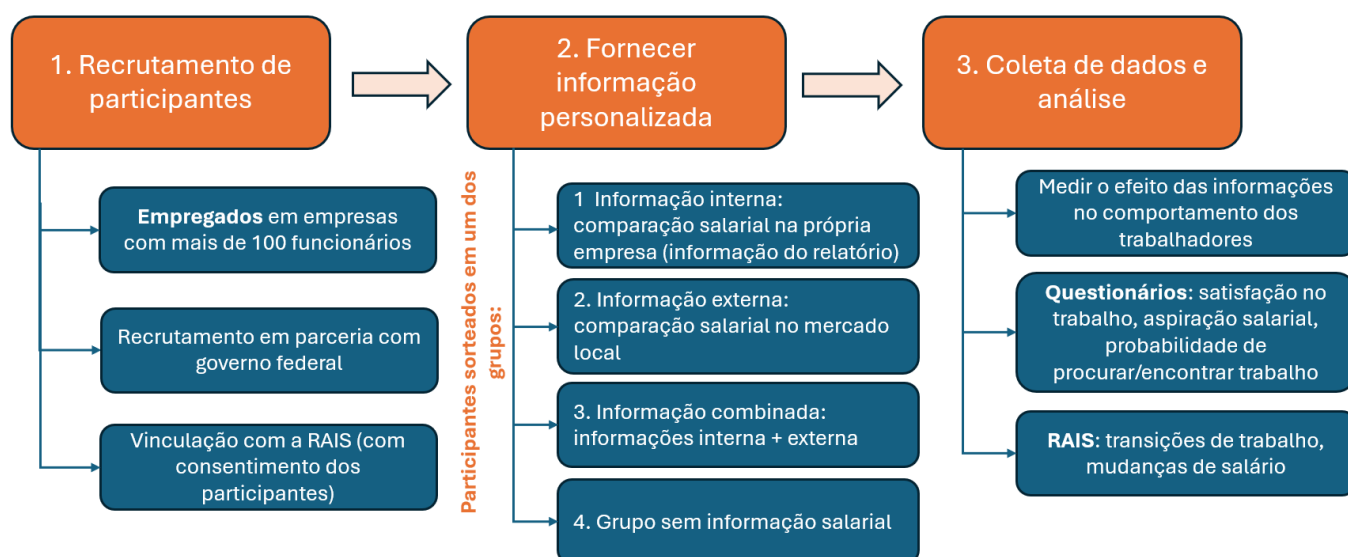 1. Recrutamento de
participantes
Empregados em empresas
com mais de 100 funcionários
Recrutamento em parceria com
governo federal
Vinculação com a RAIS (com
consentimento dos
participantes)
2. Fornecer
informação
personalizada
Participantes sorteados em um dos
grupos:
1 Informação interna:
comparação salarial na própria
empresa (informação do relatório)
2. Informação externa:
comparação salarial no mercado
local
3. Informação combinada:
informações interna + externa
4. Grupo sem informação salarial
3. Coleta de dados e
análise
Medir o efeito das informações
no comportamento dos
trabalhadores
Questionários: satisfação no
trabalho, aspiração salarial,
probabilidade de
procurar/encontrar trabalho
RAIS: transições de trabalho,
mudanças de salário